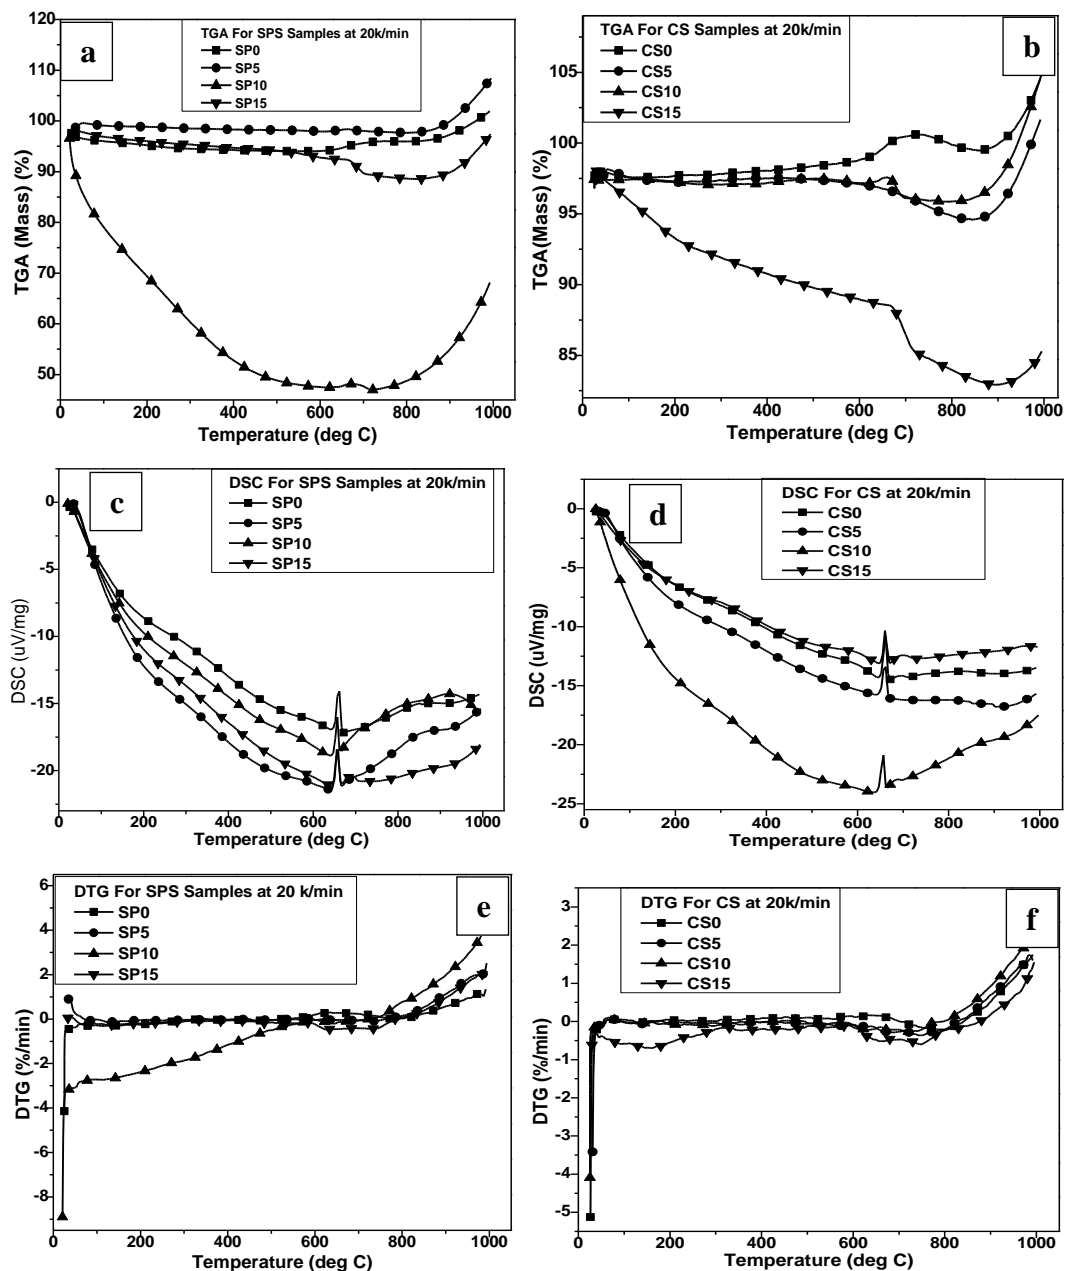 a
TGA For SPS Samples at 20k/min
SP0
SP5
SP10
SP15
TGA (Mass) (%)
120
110
100
90
80
70
60
50
0
200
400
600
800
1000
Temperature (deg C)
b
TGA For CS Samples at 20k/min
CS0
CS5
CS10
CS15
TGA(Mass) (%)
105
100
95
90
85
0
200
400
600
800
1000
Temperature (deg C)
c
DSC For SPS Samples at 20k/min
SP0
SP5
SP10
SP15
DSC (uV/mg)
0
-5
-10
-15
-20
0
200
400
600
800
1000
Temperature (deg C)
d
DSC For CS at 20k/min
CS0
CS5
CS10
CS15
DSC (uV/mg)
0
-5
-10
-15
-20
-25
0
200
400
600
800
1000
Temperature (deg C)
e
DTG For SPS Samples at 20 k/min
SP0
SP5
SP10
SP15
DTG (%/min)
6
4
2
0
-2
-4
-6
-8
0
200
400
600
800
1000
Temperature (deg C)
f
DTG For CS at 20k/min
CS0
CS5
CS10
CS15
DTG (%/min)
3
2
1
0
-1
-2
-3
-4
-5
0
200
400
600
800
1000
Temperature (deg C)